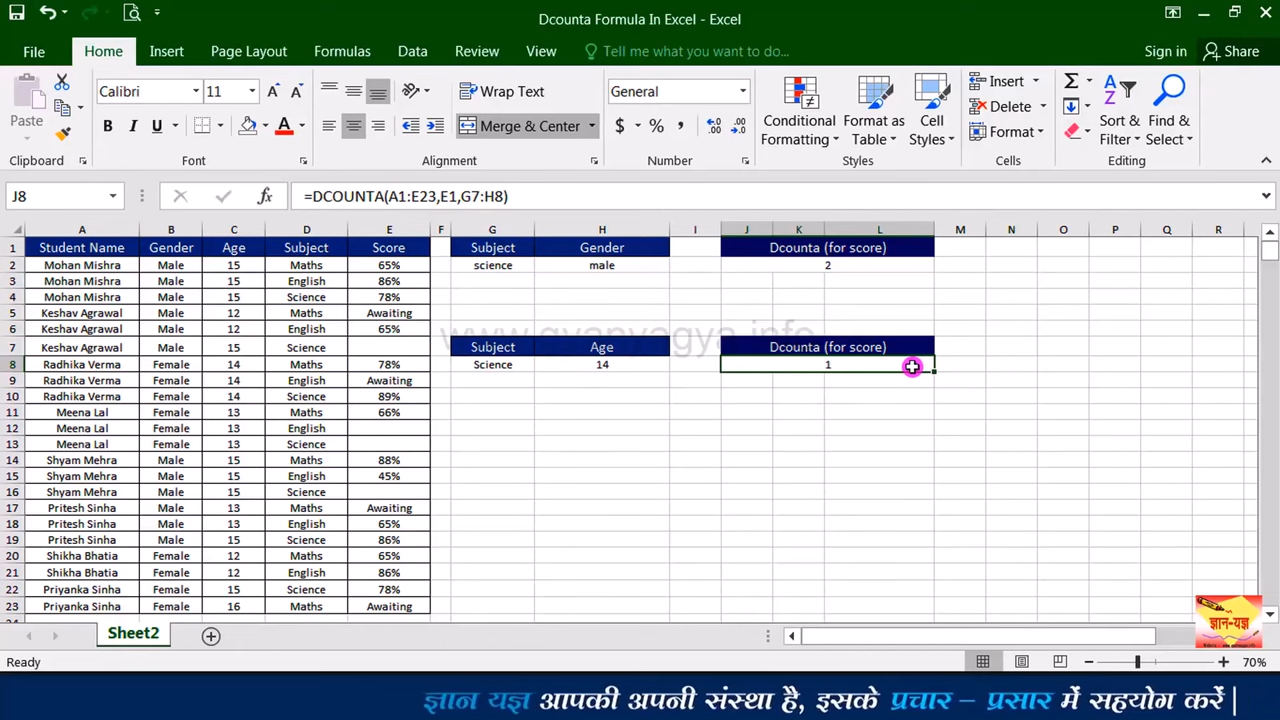 Dcounta Formula In Excel - Excel
File Home Insert Page Layout Formulas Data Review View Tell me what you want to do... Sign in Share
Paste
Clipboard
Calibri 11
B I U A
Font
Wrap Text
Merge & Center
Alignment
General
$ % ,
Number
Conditional Formatting
Format as Table
Cell Styles
Styles
Insert
Delete
Format
Cells
Sort & Filter
Find & Select
Editing
J8 fx =DCOUNTA(A1:E23,E1,G7:H8)
A B C D E F G H I J K L M N O P Q R
1 Student Name Gender Age Subject Score Subject Gender Dcounta (for score)
2 Mohan Mishra Male 15 Maths 65% science male 2
3 Mohan Mishra Male 15 English 86%
4 Mohan Mishra Male 15 Science 78%
5 Keshav Agrawal Male 12 Maths Awaiting
6 Keshav Agrawal Male 12 English 65%
www.gyanyagya.info
7 Keshav Agrawal Male 15 Science Subject Age Dcounta (for score)
8 Radhika Verma Female 14 Maths 78% Science 14 1
9 Radhika Verma Female 14 English Awaiting
10 Radhika Verma Female 14 Science 89%
11 Meena Lal Female 13 Maths 66%
12 Meena Lal Female 13 English
13 Meena Lal Female 13 Science
14 Shyam Mehra Male 15 Maths 88%
15 Shyam Mehra Male 15 English 45%
16 Shyam Mehra Male 15 Science
17 Pritesh Sinha Male 13 Maths Awaiting
18 Pritesh Sinha Male 13 English 65%
19 Pritesh Sinha Male 13 Science 86%
20 Shikha Bhatia Female 12 Maths 65%
21 Shikha Bhatia Female 12 English 86%
22 Priyanka Sinha Female 15 Science 78%
23 Priyanka Sinha Female 16 Maths Awaiting
Sheet2
ज्ञान-यज्ञ
Ready 70%
ज्ञान यज्ञ आपकी अपनी संस्था है, इसके प्रचार – प्रसार में सहयोग करें |